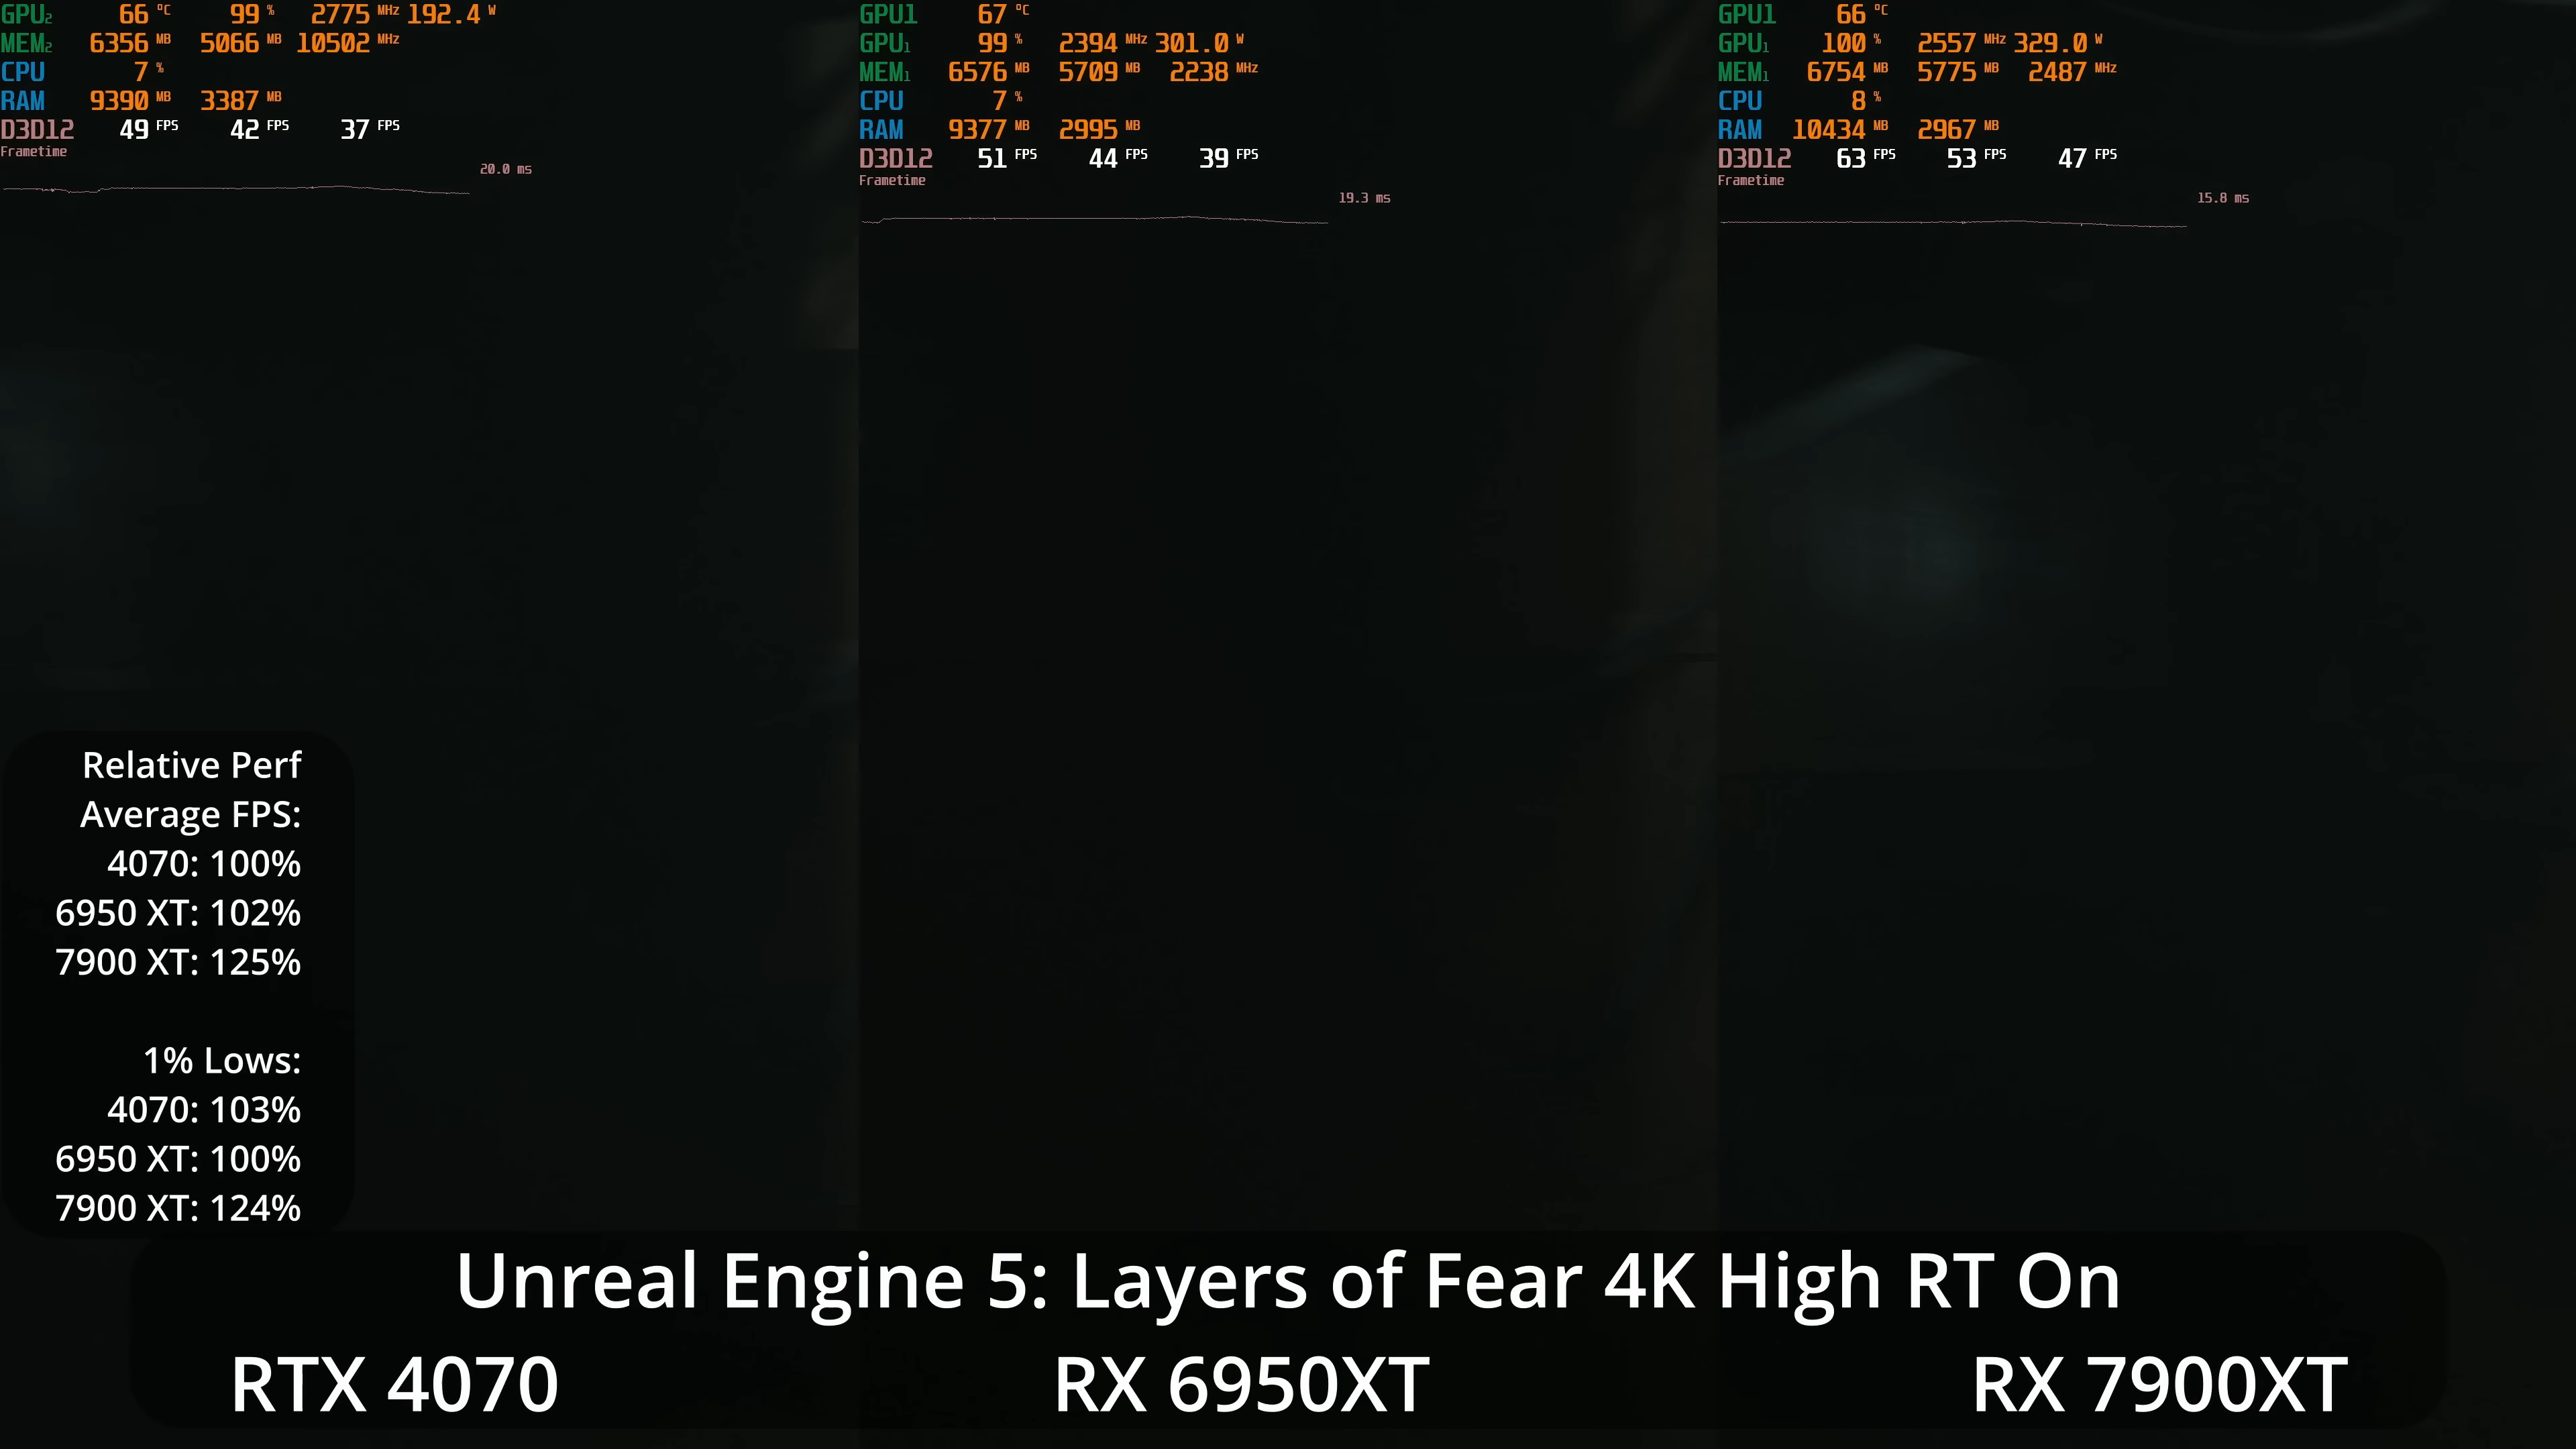 GPU2 66 °C 99 % 2775 MHz 192.4 W
MEM2 6356 MB 5066 MB 10502 MHz
CPU 7 %
RAM 9390 MB 3387 MB
D3D12 49 FPS 42 FPS 37 FPS
Frametime
20.0 ms
GPU1 67 °C
GPU1 99 % 2394 MHz 301.0 W
MEM1 6576 MB 5709 MB 2238 MHz
CPU 7 %
RAM 9377 MB 2995 MB
D3D12 51 FPS 44 FPS 39 FPS
Frametime
19.3 ms
GPU1 66 °C
GPU1 100 % 2557 MHz 329.0 W
MEM1 6754 MB 5775 MB 2487 MHz
CPU 8 %
RAM 10434 MB 2967 MB
D3D12 63 FPS 53 FPS 47 FPS
Frametime
15.8 ms
Relative Perf
Average FPS:
4070: 100%
6950 XT: 102%
7900 XT: 125%
1% Lows:
4070: 103%
6950 XT: 100%
7900 XT: 124%
Unreal Engine 5: Layers of Fear 4K High RT On
RTX 4070
RX 6950XT
RX 7900XT